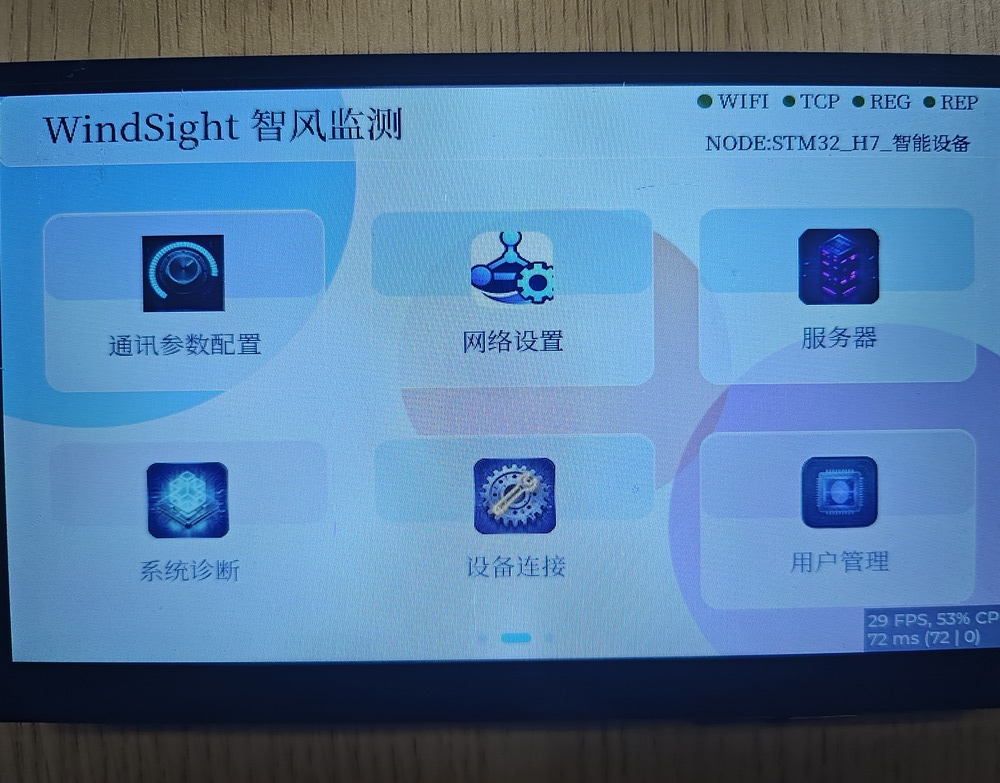 WindSight 智风监测
WIFI TCP REG REP
NODE:STM32_H7_智能设备
通讯参数配置
网络设置
服务器
系统诊断
设备连接
用户管理
29 FPS, 53% CP
72 ms (72 | 0)